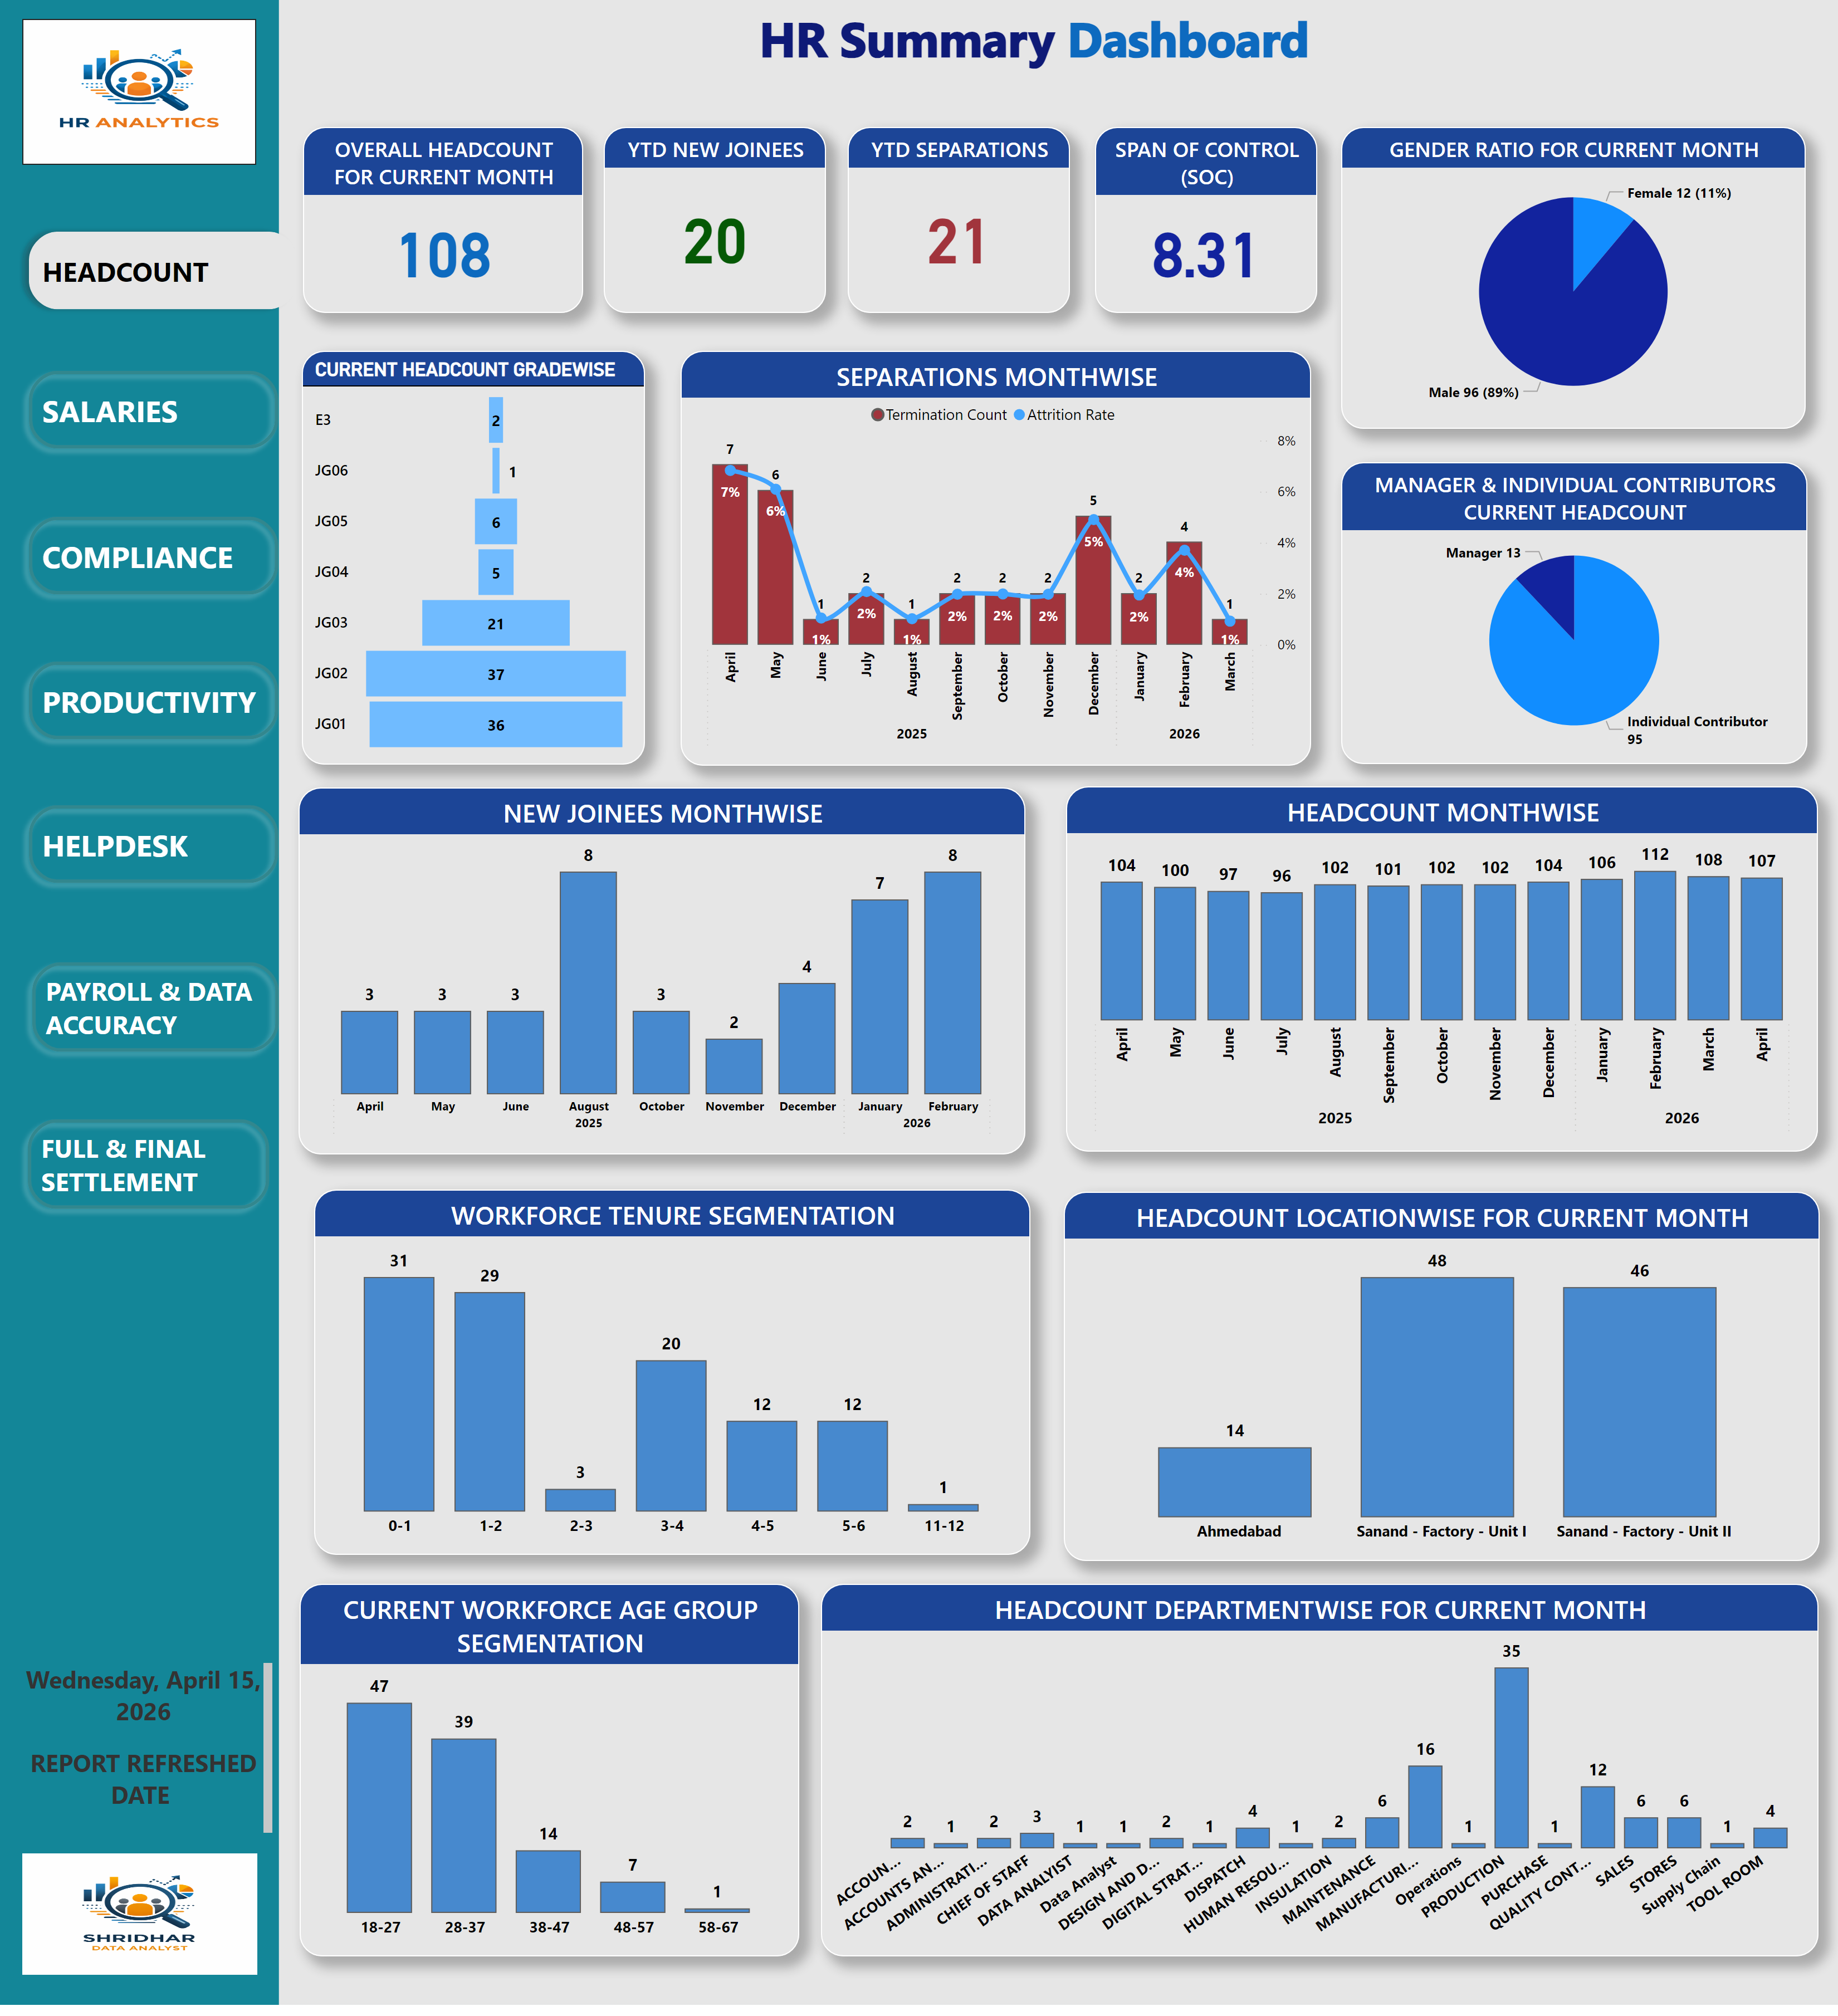 HR ANALYTICS
HEADCOUNT
SALARIES
COMPLIANCE
PRODUCTIVITY
HELPDESK
PAYROLL & DATA
ACCURACY
FULL & FINAL
SETTLEMENT
Wednesday, April 15,
2026
REPORT REFRESHED
DATE
SHRIDHAR
DATA ANALYST
HR Summary Dashboard
OVERALL HEADCOUNT
FOR CURRENT MONTH
108
YTD NEW JOINEES
20
YTD SEPARATIONS
21
SPAN OF CONTROL
(SOC)
8.31
GENDER RATIO FOR CURRENT MONTH
Female 12 (11%)
Male 96 (89%)
CURRENT HEADCOUNT GRADEWISE
E3 2
JG06 1
JG05 6
JG04 5
JG03 21
JG02 37
JG01 36
SEPARATIONS MONTHWISE
Termination Count Attrition Rate
7 6 1 2 1 2 2 2 5 2 4 1
7% 6% 1% 2% 1% 2% 2% 2% 5% 2% 4% 1%
8%
6%
4%
2%
0%
April May June July August September October November December January February March
2025 2026
MANAGER & INDIVIDUAL CONTRIBUTORS
CURRENT HEADCOUNT
Manager 13
Individual Contributor
95
NEW JOINEES MONTHWISE
3 3 3 8 3 2 4 7 8
April May June August October November December January February
2025 2026
HEADCOUNT MONTHWISE
104 100 97 96 102 101 102 102 104 106 112 108 107
April May June July August September October November December January February March April
2025 2026
WORKFORCE TENURE SEGMENTATION
31 29 3 20 12 12 1
0-1 1-2 2-3 3-4 4-5 5-6 11-12
HEADCOUNT LOCATIONWISE FOR CURRENT MONTH
14 48 46
Ahmedabad Sanand - Factory - Unit I Sanand - Factory - Unit II
CURRENT WORKFORCE AGE GROUP
SEGMENTATION
47 39 14 7 1
18-27 28-37 38-47 48-57 58-67
HEADCOUNT DEPARTMENTWISE FOR CURRENT MONTH
2 1 2 3 1 1 2 1 4 1 2 6 16 1 35 1 12 6 6 1 4
ACCOUN...
ACCOUNTS AN...
ADMINISTRATI...
CHIEF OF STAFF
DATA ANALYST
Data Analyst
DESIGN AND D...
DIGITAL STRAT...
DISPATCH
HUMAN RESOU...
INSULATION
MAINTENANCE
MANUFACTURI...
Operations
PRODUCTION
PURCHASE
QUALITY CONT...
SALES
STORES
Supply Chain
TOOL ROOM